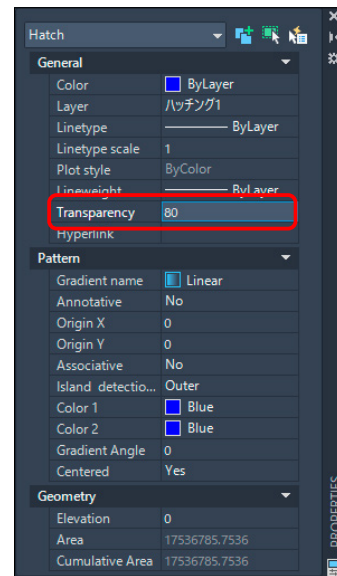 Hatch
General
Color ByLayer
Layer ハッチング1
Linetype ByLayer
Linetype scale 1
Plot style ByColor
Lineweight ByLayer
Transparency 80
Hyperlink
Pattern
Gradient name Linear
Annotative No
Origin X 0
Origin Y 0
Associative No
Island detectio... Outer
Color 1 Blue
Color 2 Blue
Gradient Angle 0
Centered Yes
Geometry
Elevation 0
Area 17536785.7536
Cumulative Area 17536785.7536
PROPERTIES